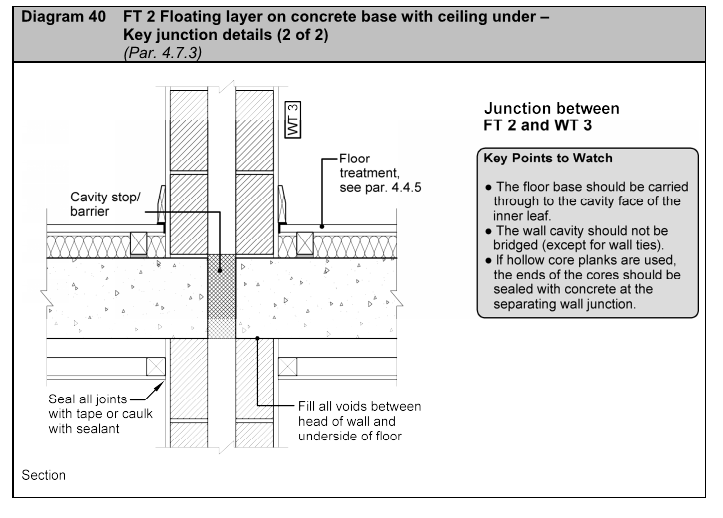 Diagram 40 FT 2 Floating layer on concrete base with ceiling under –
Key junction details (2 of 2)
(Par. 4.7.3)
Junction between
FT 2 and WT 3
WT 3
Key Points to Watch
● The floor base should be carried
through to the cavity face of the
inner leaf.
● The wall cavity should not be
bridged (except for wall ties).
● If hollow core planks are used,
the ends of the cores should be
sealed with concrete at the
separating wall junction.
Floor
treatment,
see par. 4.4.5
Cavity stop/
barrier
Seal all joints
with tape or caulk
with sealant
Fill all voids between
head of wall and
underside of floor
Section